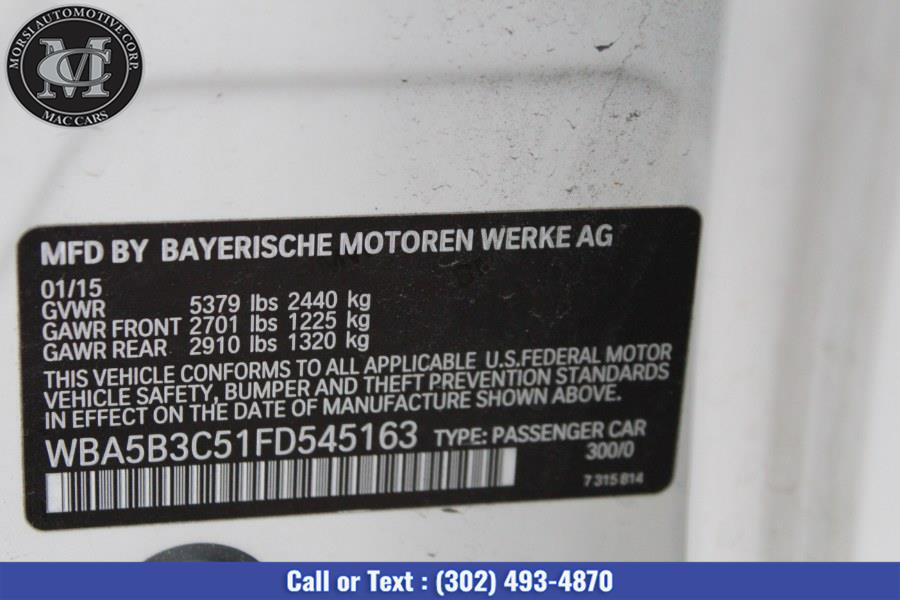 MORSI AUTOMOTIVE CORP.
MC
MAC CARS
MFD BY BAYERISCHE MOTOREN WERKE AG
01/15
GVWR 5379 lbs 2440 kg
GAWR FRONT 2701 lbs 1225 kg
GAWR REAR 2910 lbs 1320 kg
THIS VEHICLE CONFORMS TO ALL APPLICABLE U.S.FEDERAL MOTOR
VEHICLE SAFETY, BUMPER AND THEFT PREVENTION STANDARDS
IN EFFECT ON THE DATE OF MANUFACTURE SHOWN ABOVE.
WBA5B3C51FD545163 TYPE: PASSENGER CAR
300/0
7 315 814
Call or Text : (302) 493-4870